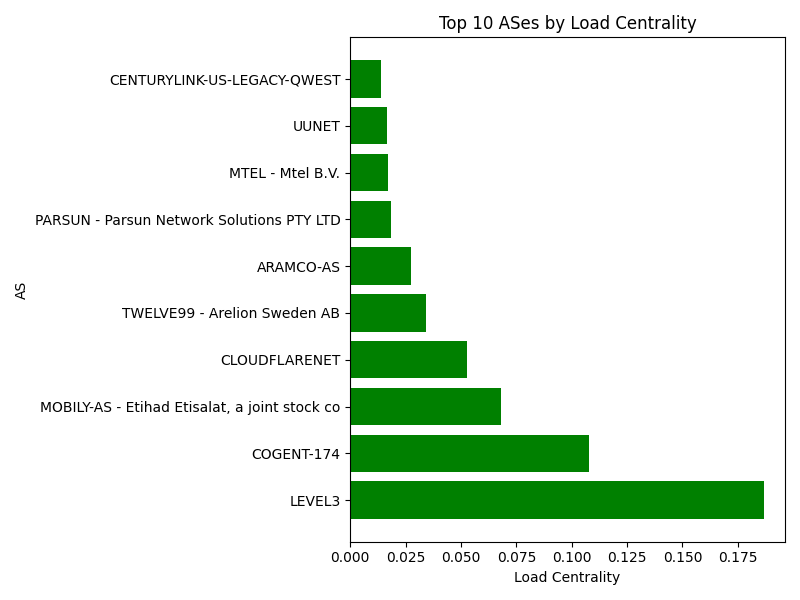 Top 10 ASes by Load Centrality
CENTURYLINK-US-LEGACY-QWEST
UUNET
MTEL - Mtel B.V.
PARSUN - Parsun Network Solutions PTY LTD
ARAMCO-AS
TWELVE99 - Arelion Sweden AB
CLOUDFLARENET
MOBILY-AS - Etihad Etisalat, a joint stock co
COGENT-174
LEVEL3
AS
0.000 0.025 0.050 0.075 0.100 0.125 0.150 0.175
Load Centrality